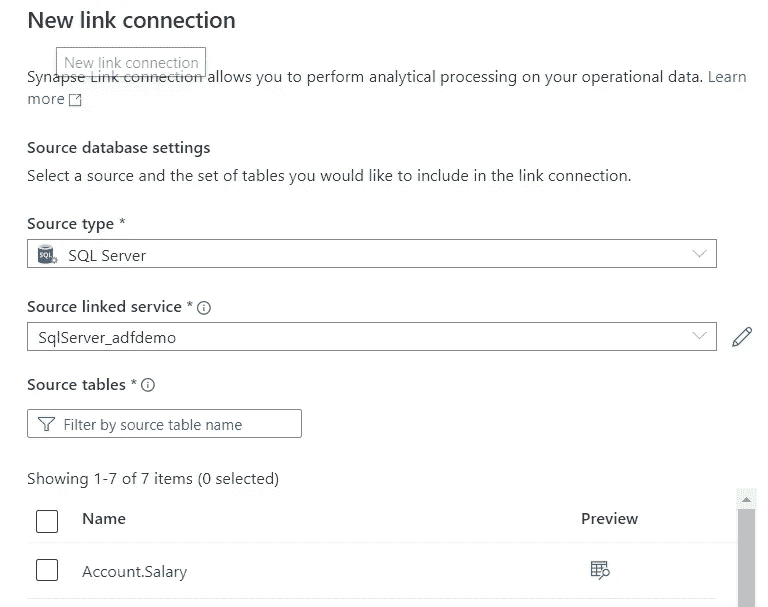 New link connection
New link connection
Synapse Link connection allows you to perform analytical processing on your operational data. Learn
more
Source database settings
Select a source and the set of tables you would like to include in the link connection.
Source type *
SQL SQL Server
Source linked service *
SqlServer_adfdemo
Source tables *
Filter by source table name
Showing 1-7 of 7 items (0 selected)
Name Preview
Account.Salary